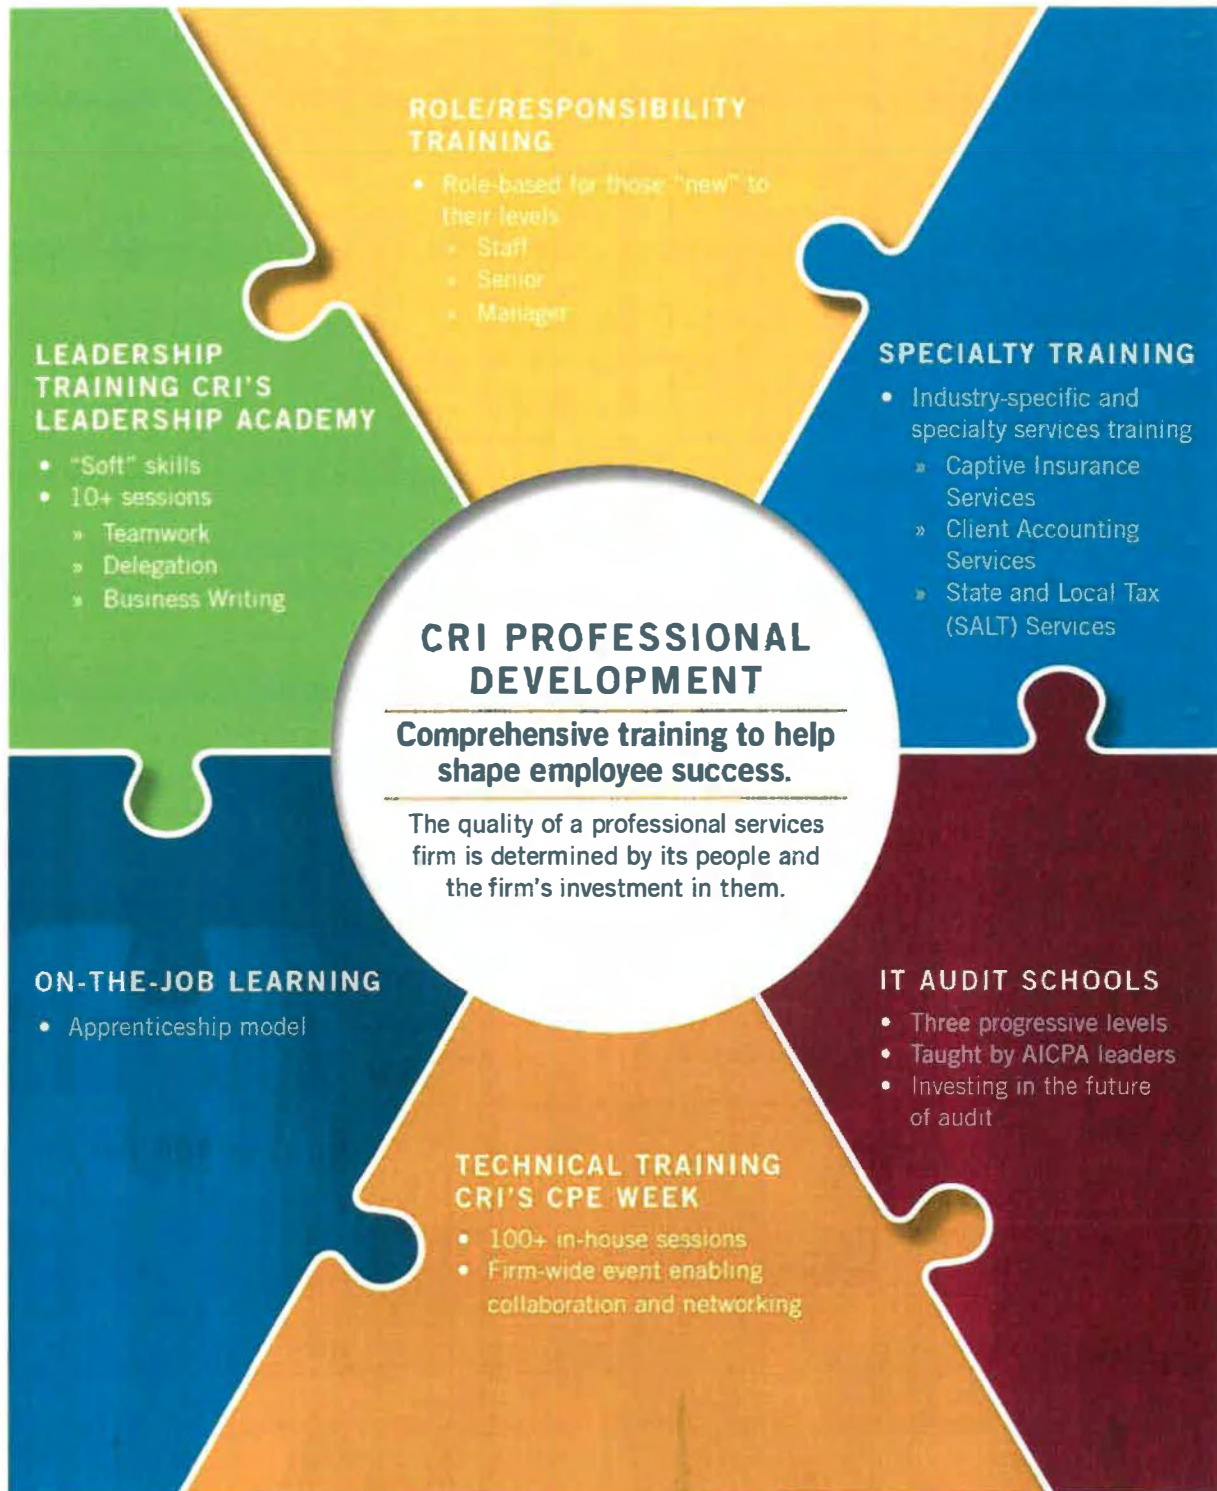 ROLE/RESPONSIBILITY
TRAINING
• Role-based for those "new" to
their levels
» Staff
» Senior
» Manager
LEADERSHIP
TRAINING CRI'S
LEADERSHIP ACADEMY
• "Soft" skills
• 10+ sessions
» Teamwork
» Delegation
» Business Writing
SPECIALTY TRAINING
• Industry-specific and
specialty services training
» Captive Insurance
Services
» Client Accounting
Services
» State and Local Tax
(SALT) Services
CRI PROFESSIONAL
DEVELOPMENT
Comprehensive training to help
shape employee success.
The quality of a professional services
firm is determined by its people and
the firm's investment in them.
ON-THE-JOB LEARNING
• Apprenticeship model
IT AUDIT SCHOOLS
• Three progressive levels
• Taught by AICPA leaders
• Investing in the future
of audit
TECHNICAL TRAINING
CRI'S CPE WEEK
• 100+ in-house sessions
• Firm-wide event enabling
collaboration and networking